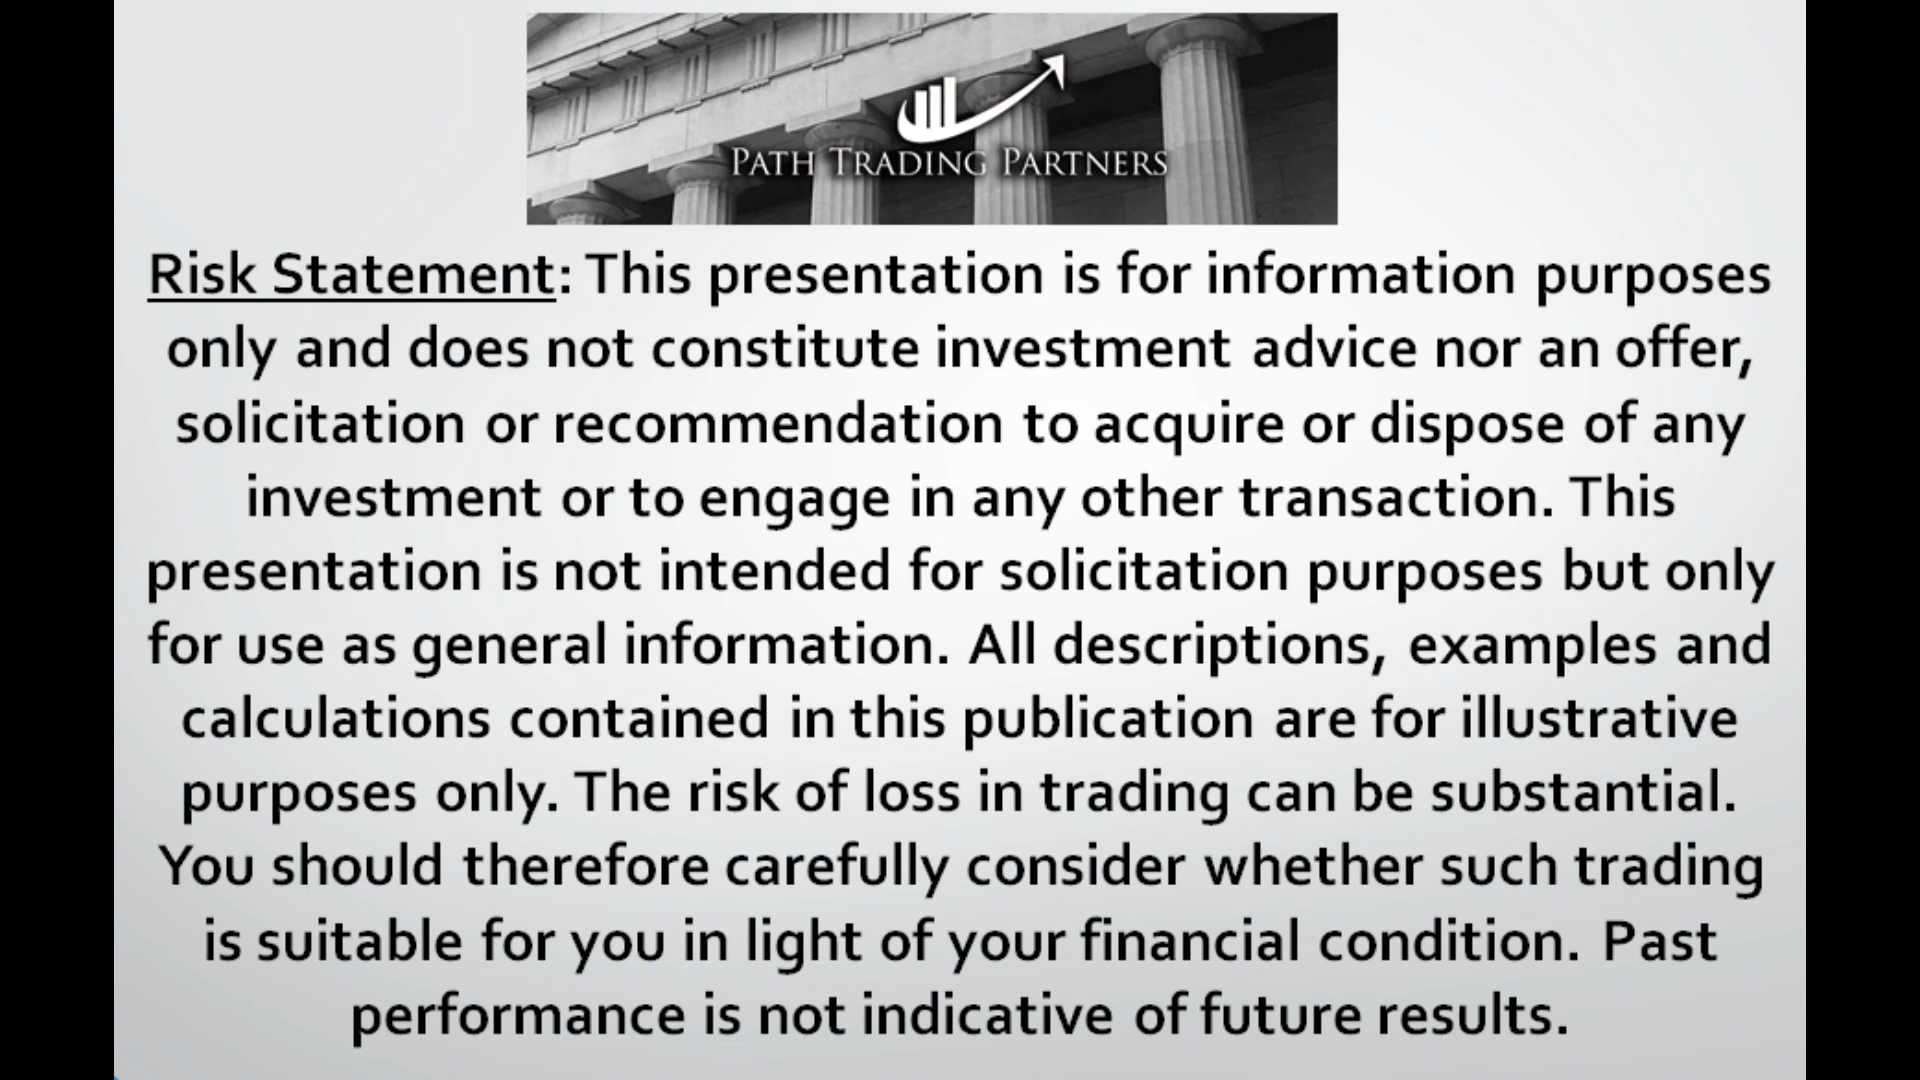 PATH TRADING PARTNERS
Risk Statement: This presentation is for information purposes
only and does not constitute investment advice nor an offer,
solicitation or recommendation to acquire or dispose of any
investment or to engage in any other transaction. This
presentation is not intended for solicitation purposes but only
for use as general information. All descriptions, examples and
calculations contained in this publication are for illustrative
purposes only. The risk of loss in trading can be substantial.
You should therefore carefully consider whether such trading
is suitable for you in light of your financial condition. Past
performance is not indicative of future results.